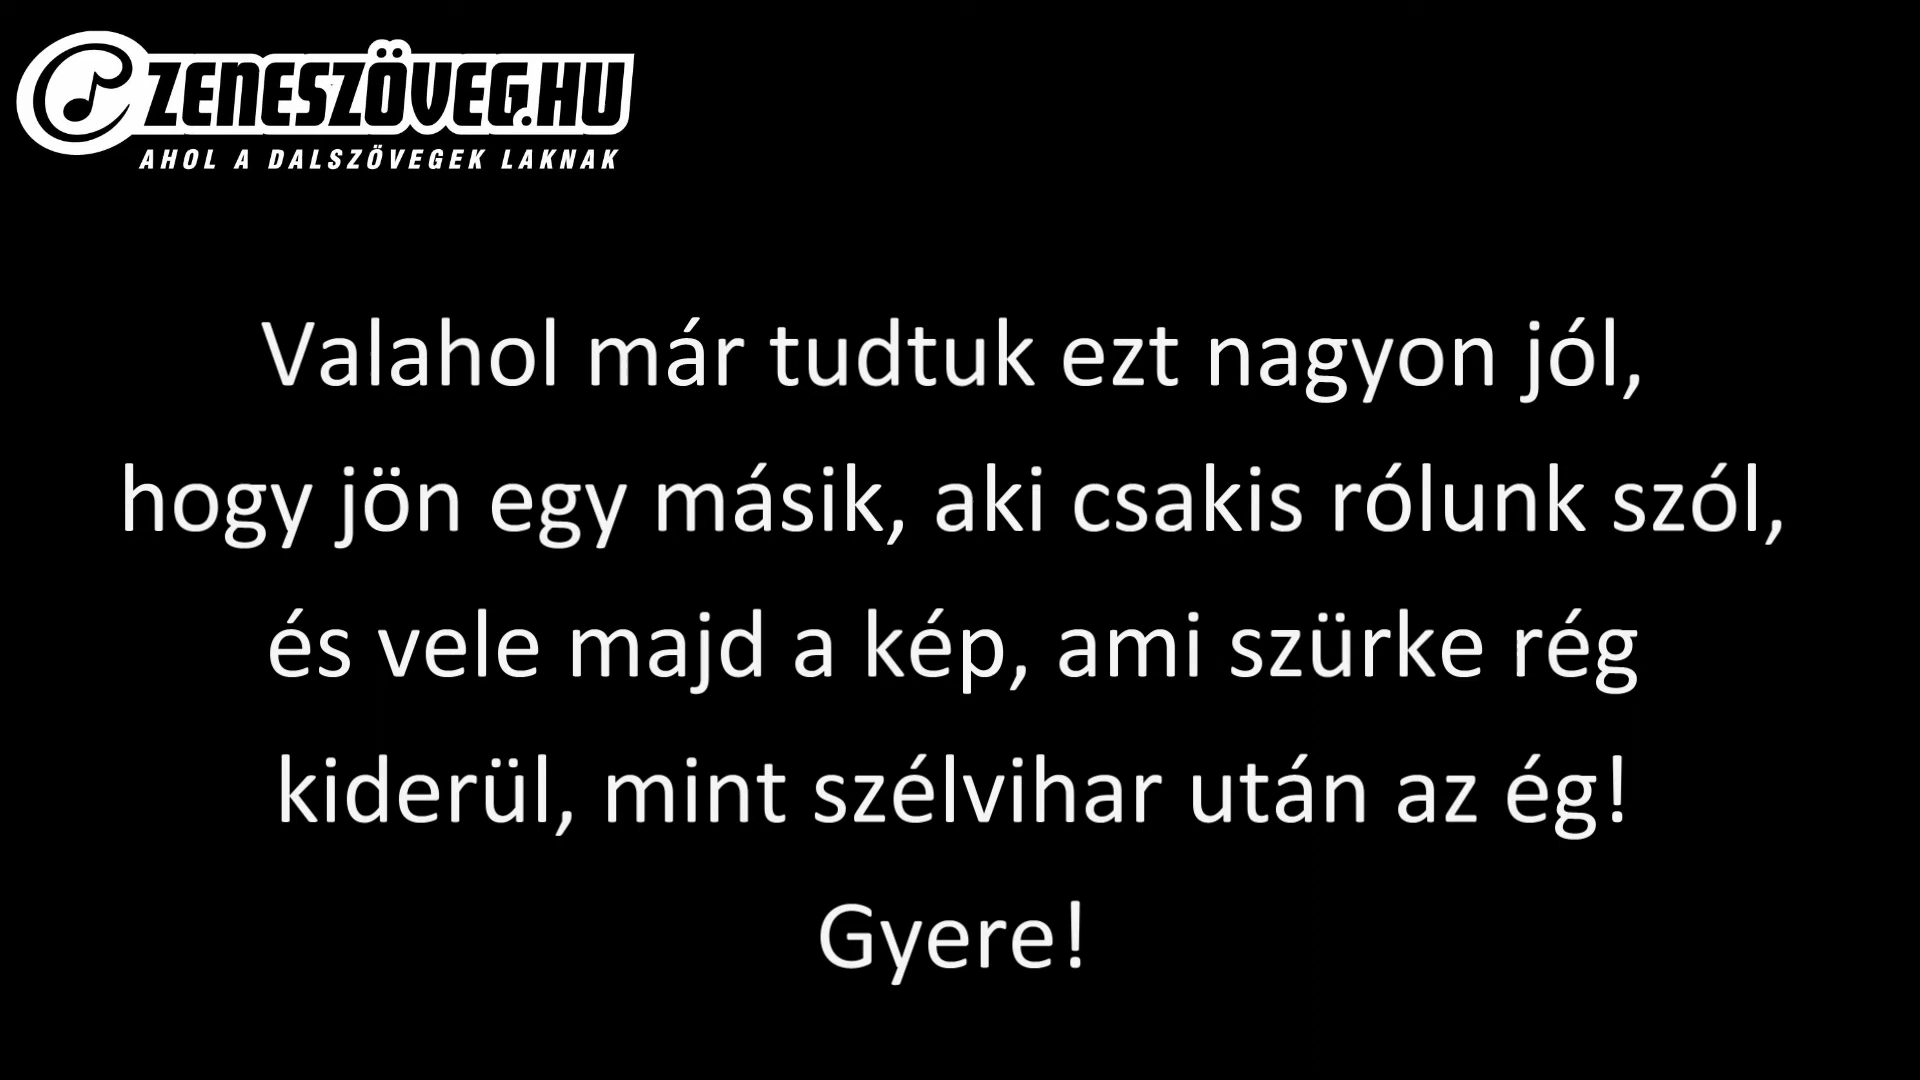 ZENESZÖVEG.HU
AHOL A DALSZÖVEGEK LAKNAK
Valahol már tudtuk ezt nagyon jól,
hogy jön egy másik, aki csakis rólunk szól,
és vele majd a kép, ami szürke rég
kiderül, mint szélvihar után az ég!
Gyere!